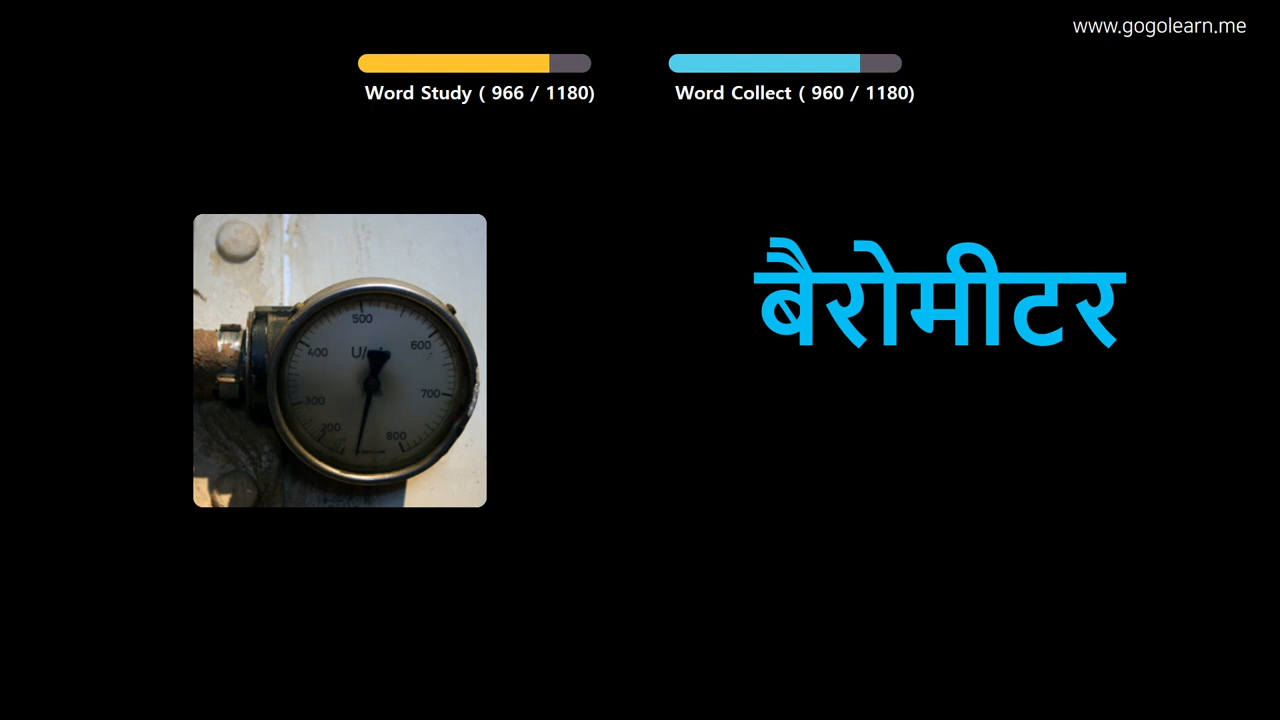 www.gogolearn.me
Word Study ( 966 / 1180)
Word Collect ( 960 / 1180)
बैरोमीटर
500
400
600
300
700
200
800